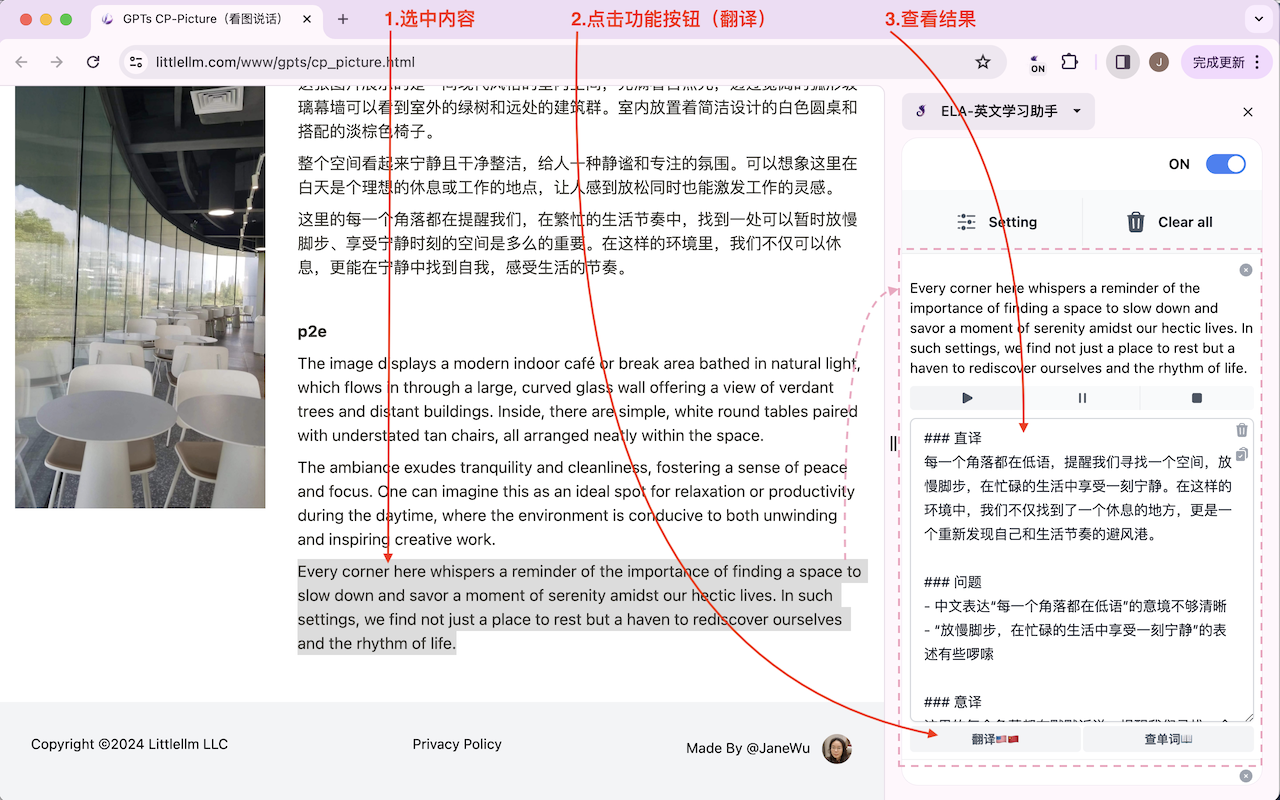 GPTs CP-Picture（看图说话）
1.选中内容
2.点击功能按钮（翻译）
3.查看结果
littlellm.com/www/gpts/cp_picture.html
ON
J
完成更新
璃幕墙可以看到室外的绿树和远处的建筑群。室内放置着简洁设计的白色圆桌和
搭配的淡棕色椅子。
整个空间看起来宁静且干净整洁，给人一种静谧和专注的氛围。可以想象这里在
白天是个理想的休息或工作的地点，让人感到放松同时也能激发工作的灵感。
这里的每一个角落都在提醒我们，在繁忙的生活节奏中，找到一处可以暂时放慢
脚步、享受宁静时刻的空间是多么的重要。在这样的环境里，我们不仅可以休
息，更能在宁静中找到自我，感受生活的节奏。
p2e
The image displays a modern indoor café or break area bathed in natural light,
which flows in through a large, curved glass wall offering a view of verdant
trees and distant buildings. Inside, there are simple, white round tables paired
with understated tan chairs, all arranged neatly within the space.
The ambiance exudes tranquility and cleanliness, fostering a sense of peace
and focus. One can imagine this as an ideal spot for relaxation or productivity
during the daytime, where the environment is conducive to both unwinding
and inspiring creative work.
Every corner here whispers a reminder of the importance of finding a space to
slow down and savor a moment of serenity amidst our hectic lives. In such
settings, we find not just a place to rest but a haven to rediscover ourselves
and the rhythm of life.
Copyright ©2024 Littlellm LLC
Privacy Policy
Made By @JaneWu
ELA-英文学习助手
ON
Setting
Clear all
Every corner here whispers a reminder of the
importance of finding a space to slow down and
savor a moment of serenity amidst our hectic lives. In
such settings, we find not just a place to rest but a
haven to rediscover ourselves and the rhythm of life.
### 直译
每一个角落都在低语，提醒我们寻找一个空间，放
慢脚步，在忙碌的生活中享受一刻宁静。在这样的
环境中，我们不仅找到了一个休息的地方，更是一
个重新发现自己和生活节奏的避风港。
### 问题
- 中文表达“每一个角落都在低语”的意境不够清晰
- “放慢脚步，在忙碌的生活中享受一刻宁静”的表
述有些啰嗦
### 意译
翻译🇺🇸🇨🇳
查单词📖